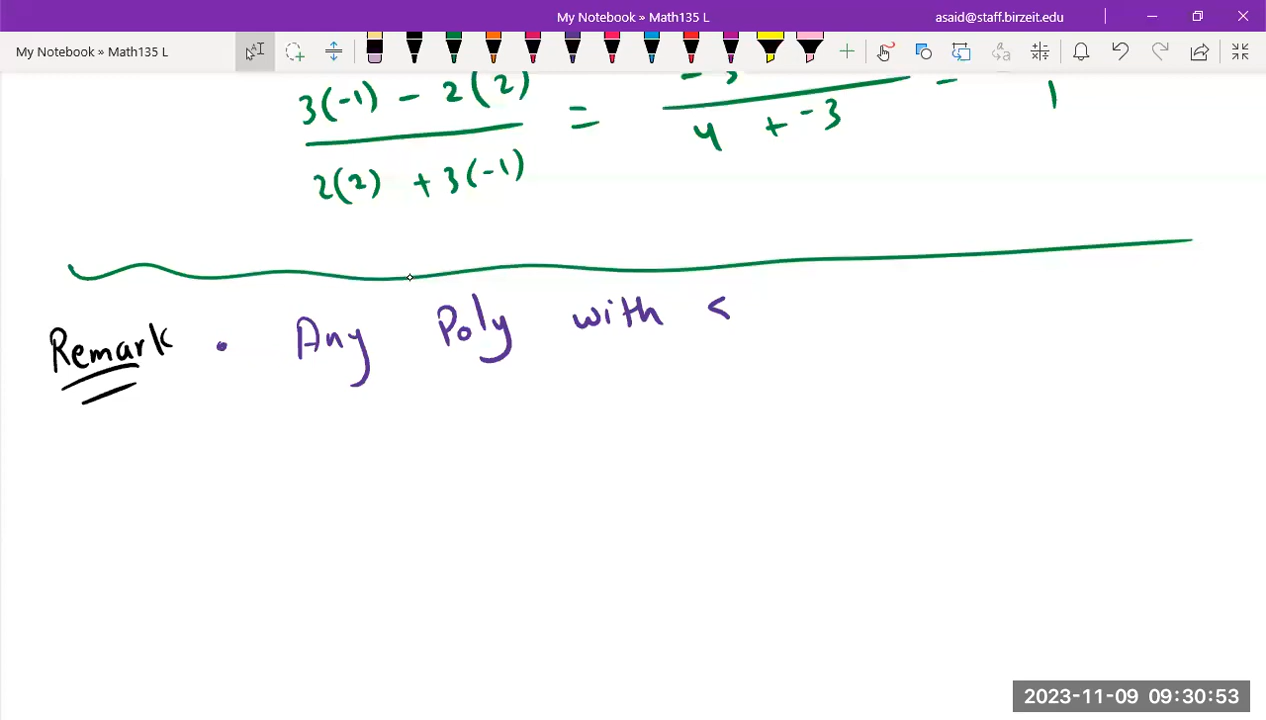 My Notebook » Math135 L
asaid@staff.birzeit.edu
My Notebook » Math135 L
3(-1) - 2(2)
2(2) + 3(-1)
=
4 + -3
1
Remark • Any Poly with <
2023-11-09 09:30:53